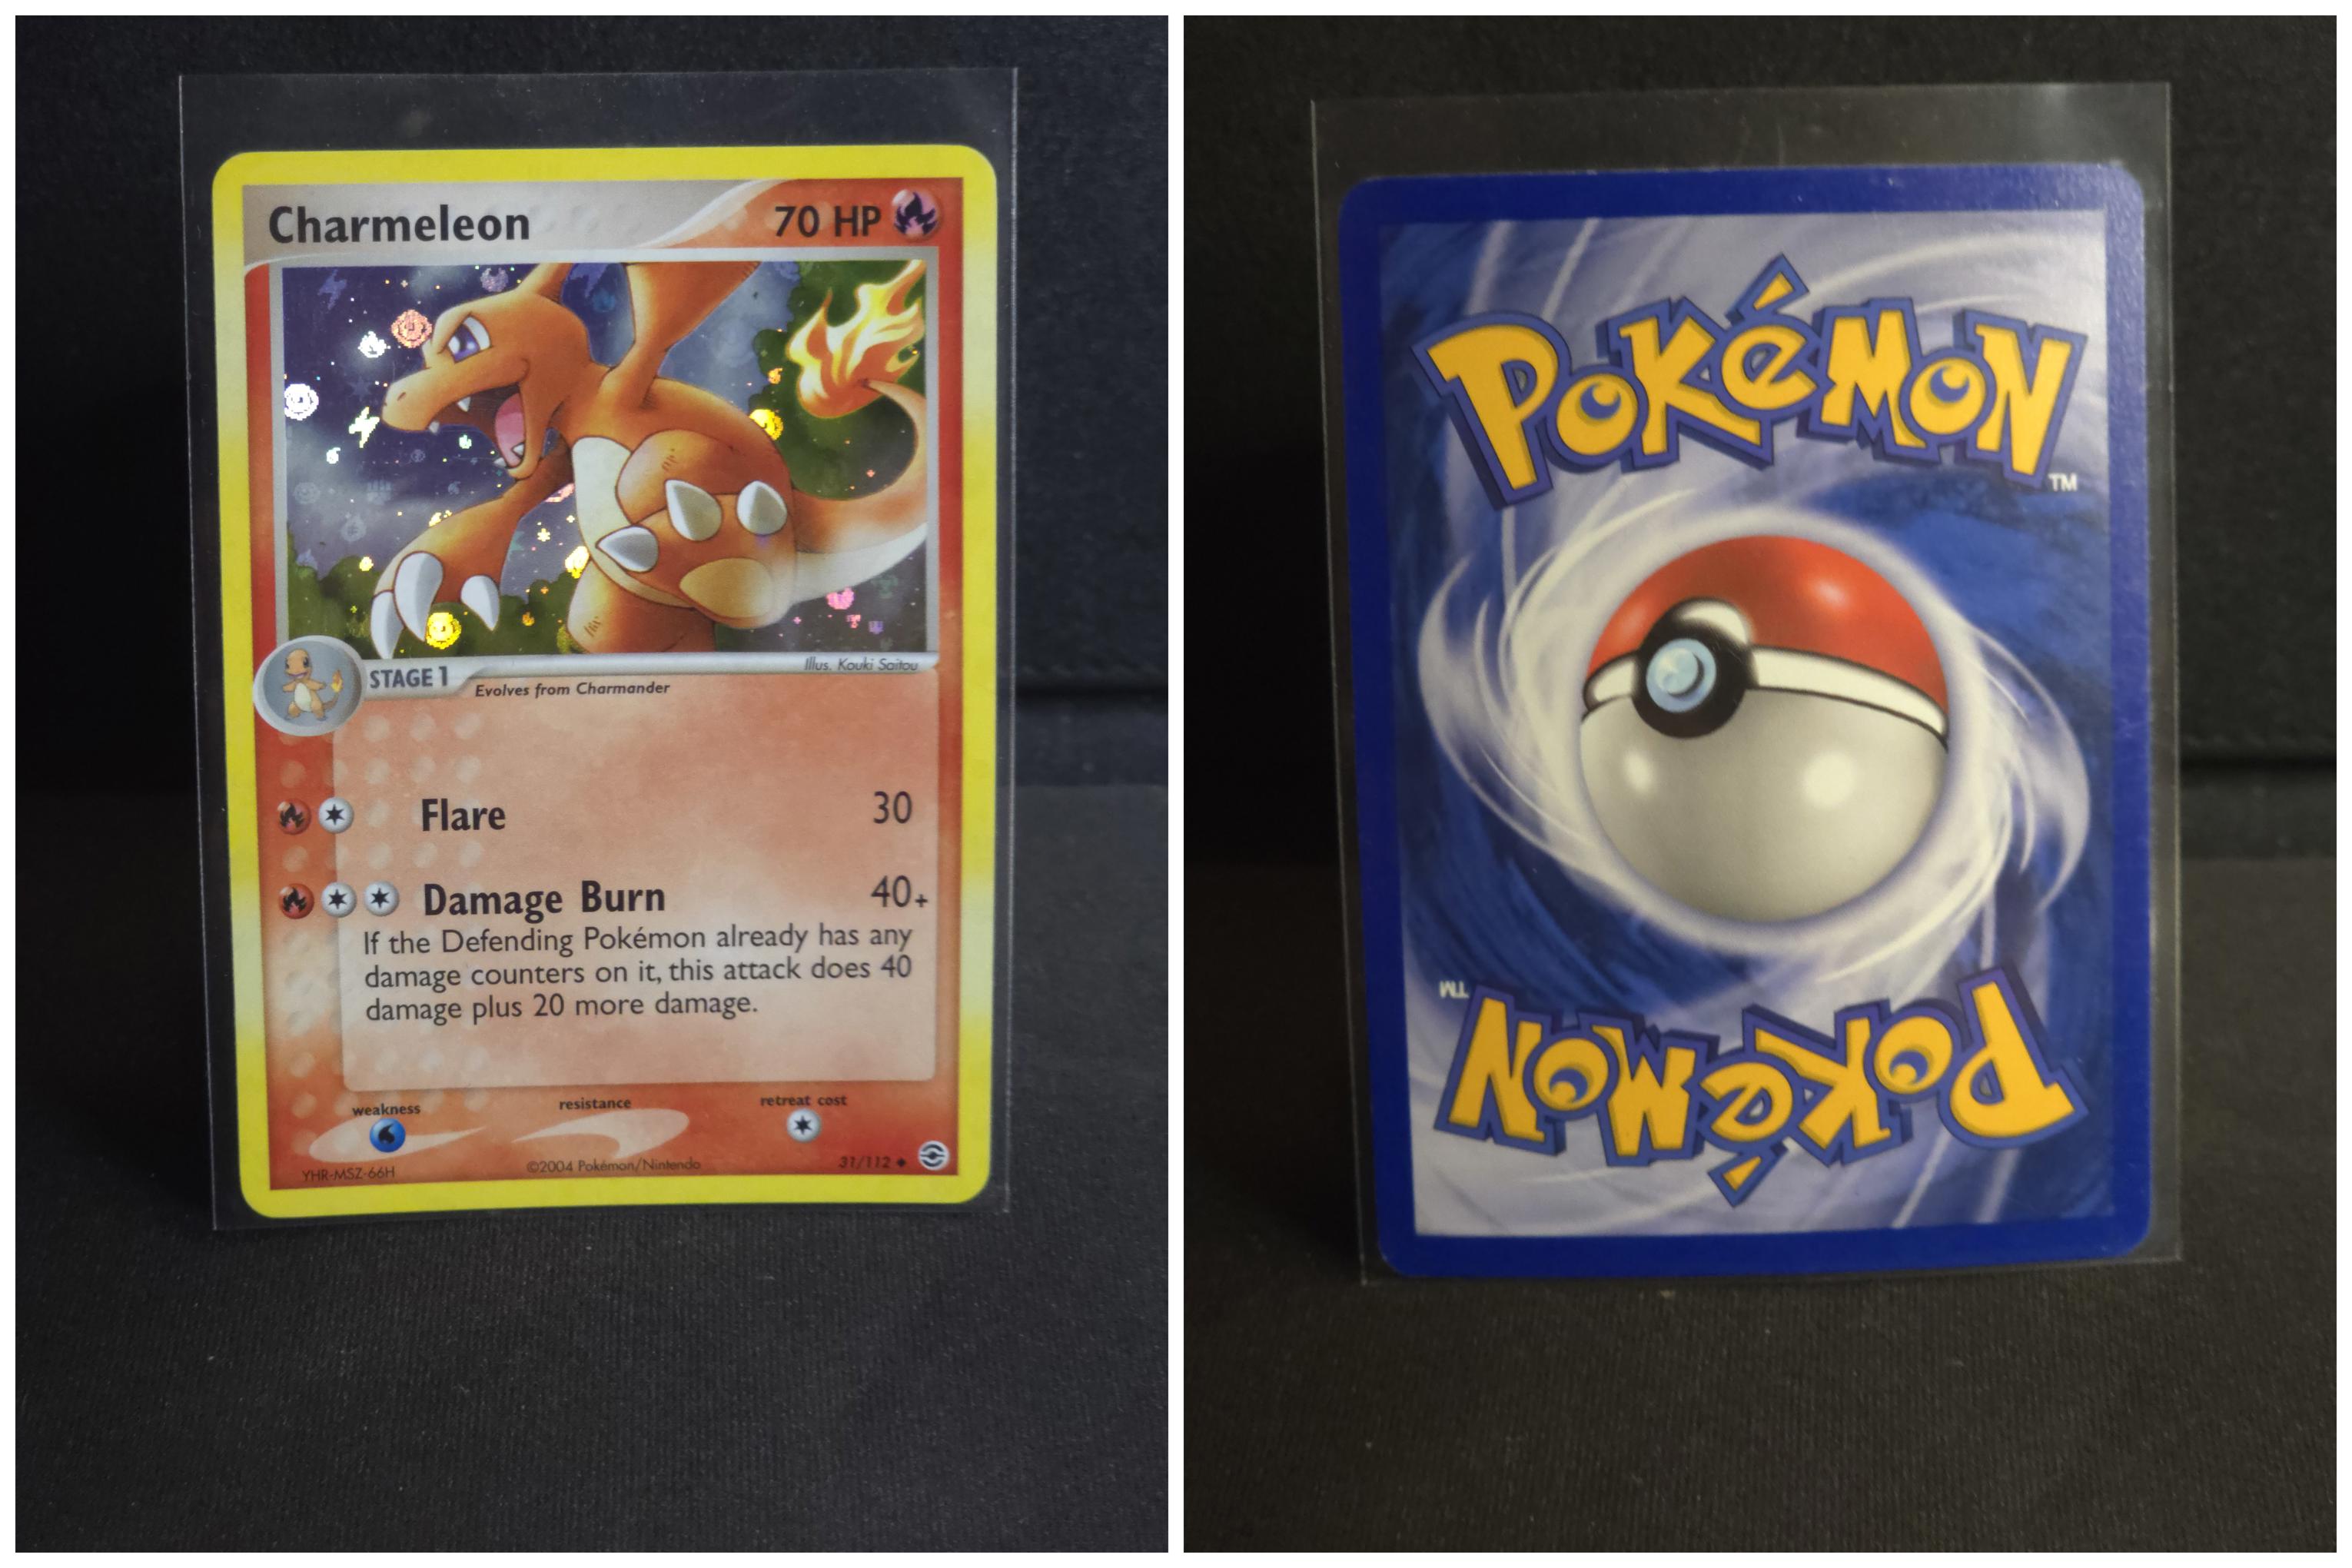 Charmeleon 70 HP
STAGE 1
Evolves from Charmander
Illus. Kouki Saitou
Flare 30
Damage Burn 40+
If the Defending Pokémon already has any
damage counters on it, this attack does 40
damage plus 20 more damage.
weakness resistance retreat cost
YHR-MSZ-66H ©2004 Pokémon/Nintendo 31/112
POKéMON
TM
TM
POKéMON